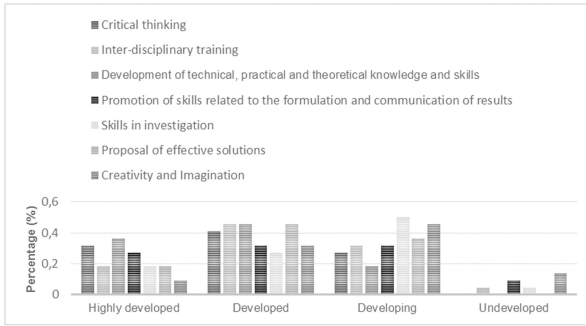 Critical thinking
Inter-disciplinary training
Development of technical, practical and theoretical knowledge and skills
Promotion of skills related to the formulation and communication of results
Skills in investigation
Proposal of effective solutions
Creativity and Imagination
Percentage (%)
0,6
0,4
0,2
0
Highly developed
Developed
Developing
Undeveloped